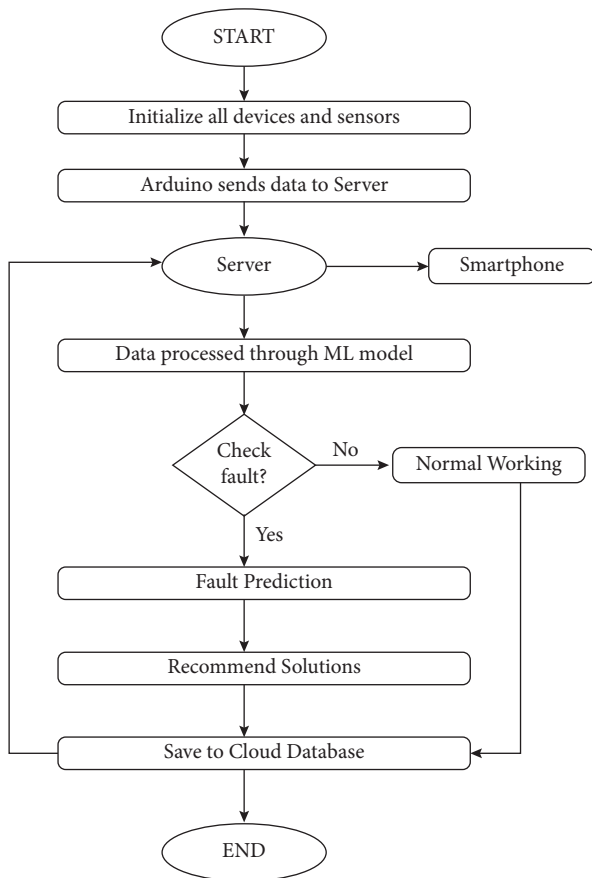 START
Initialize all devices and sensors
Arduino sends data to Server
Server
Smartphone
Data processed through ML model
Check
fault?
No
Normal Working
Yes
Fault Prediction
Recommend Solutions
Save to Cloud Database
END